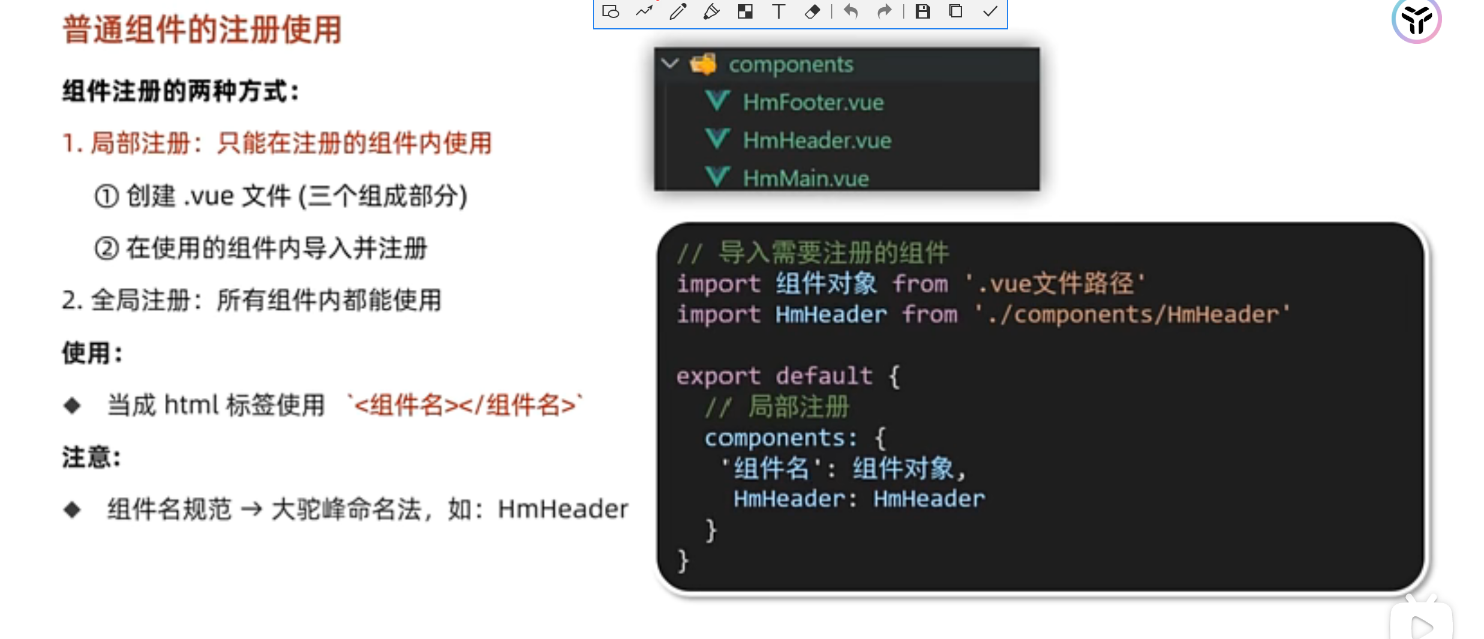 普通组件的注册使用
组件注册的两种方式：
1. 局部注册：只能在注册的组件内使用
① 创建 .vue 文件 (三个组成部分)
② 在使用的组件内导入并注册
2. 全局注册：所有组件内都能使用
使用：
◆ 当成 html 标签使用 `<组件名></组件名>`
注意：
◆ 组件名规范 → 大驼峰命名法，如：HmHeader
components
HmFooter.vue
HmHeader.vue
HmMain.vue
// 导入需要注册的组件
import 组件对象 from '.vue文件路径'
import HmHeader from './components/HmHeader'
export default {
// 局部注册
components: {
'组件名': 组件对象,
HmHeader: HmHeader
}
}